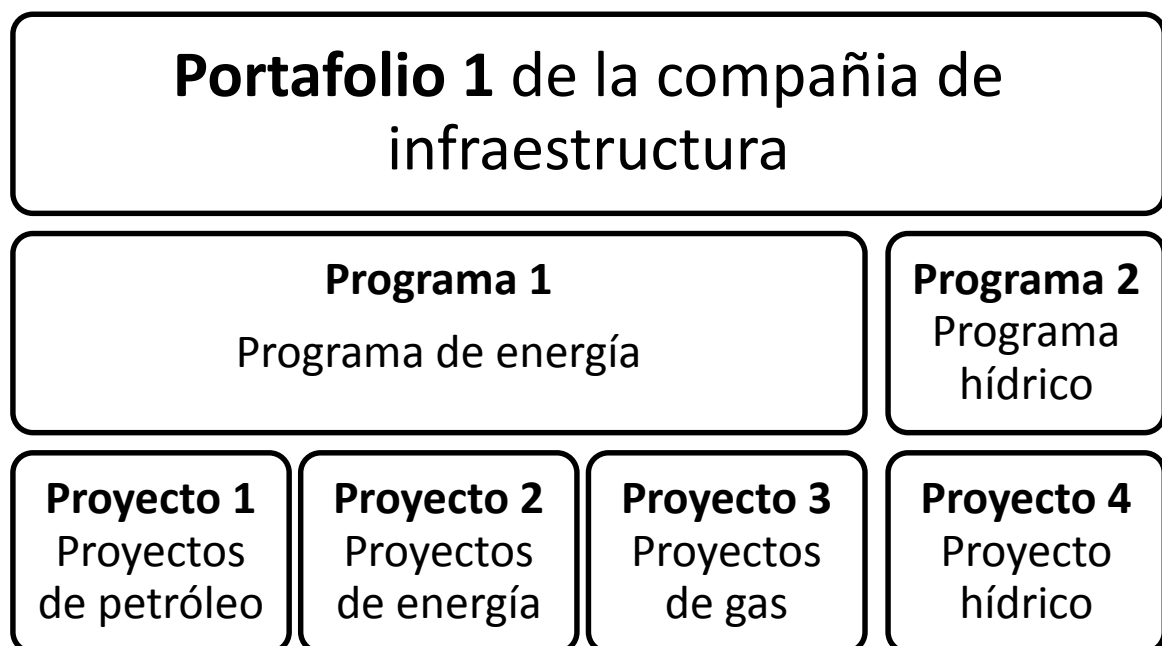 Portafolio 1 de la compañia de
infraestructura
Programa 1
Programa de energía
Programa 2
Programa
hídrico
Proyecto 1
Proyectos
de petróleo
Proyecto 2
Proyectos
de energía
Proyecto 3
Proyectos
de gas
Proyecto 4
Proyecto
hídrico